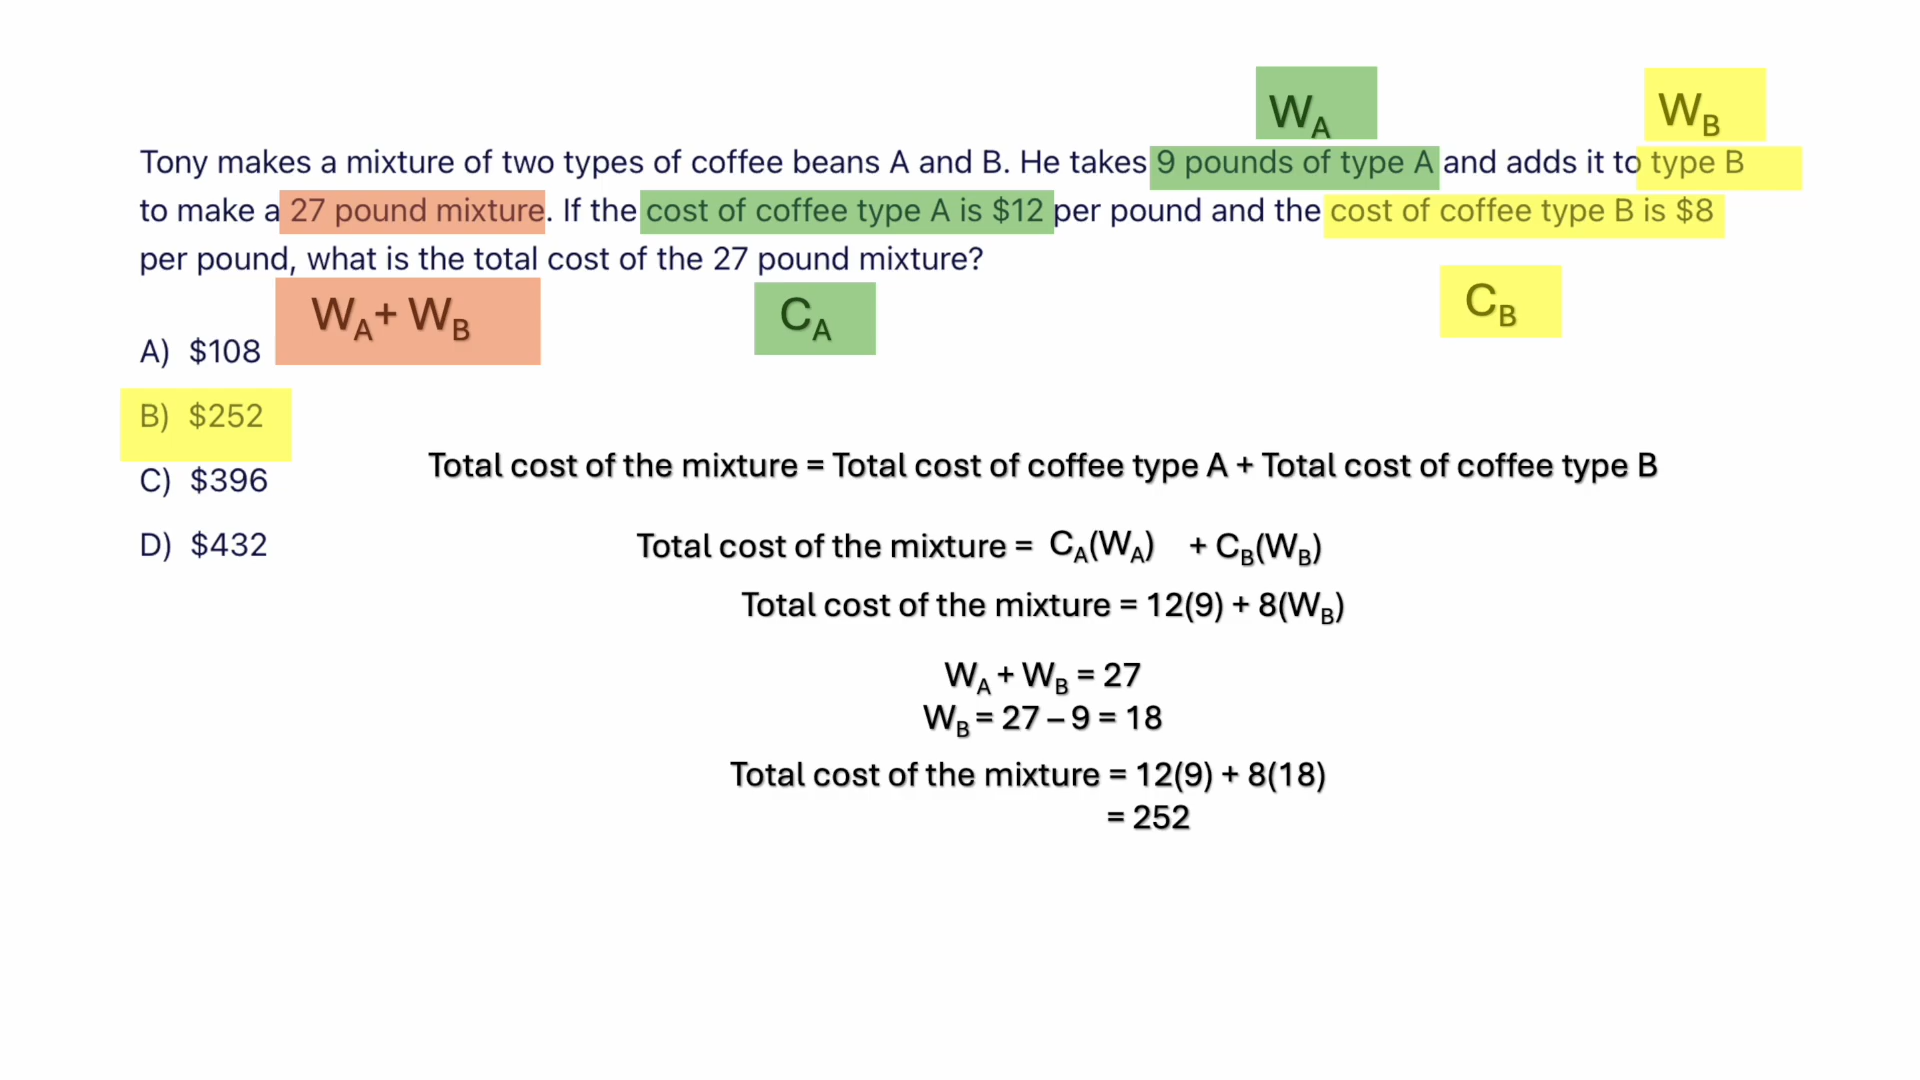 W_A W_B
Tony makes a mixture of two types of coffee beans A and B. He takes 9 pounds of type A and adds it to type B
to make a 27 pound mixture. If the cost of coffee type A is $12 per pound and the cost of coffee type B is $8
per pound, what is the total cost of the 27 pound mixture?
W_A + W_B C_A C_B
A) $108
B) $252
C) $396
D) $432
Total cost of the mixture = Total cost of coffee type A + Total cost of coffee type B
Total cost of the mixture = C_A(W_A) + C_B(W_B)
Total cost of the mixture = 12(9) + 8(W_B)
W_A + W_B = 27
W_B = 27 – 9 = 18
Total cost of the mixture = 12(9) + 8(18)
= 252